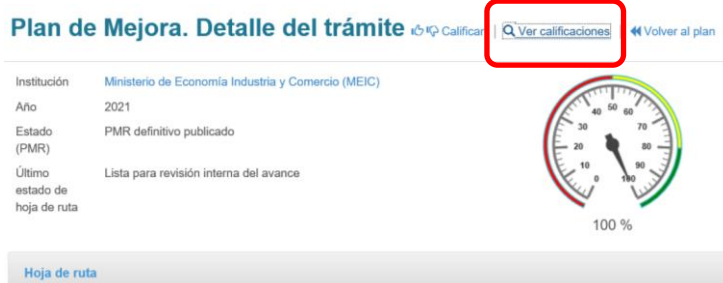 Plan de Mejora. Detalle del trámite Calificar | Ver calificaciones | Volver al plan
Institución Ministerio de Economía Industria y Comercio (MEIC)
Año 2021
Estado (PMR) PMR definitivo publicado
Último estado de hoja de ruta Lista para revisión interna del avance
0 10 20 30 40 50 60 70 80 90 100
100 %
Hoja de ruta